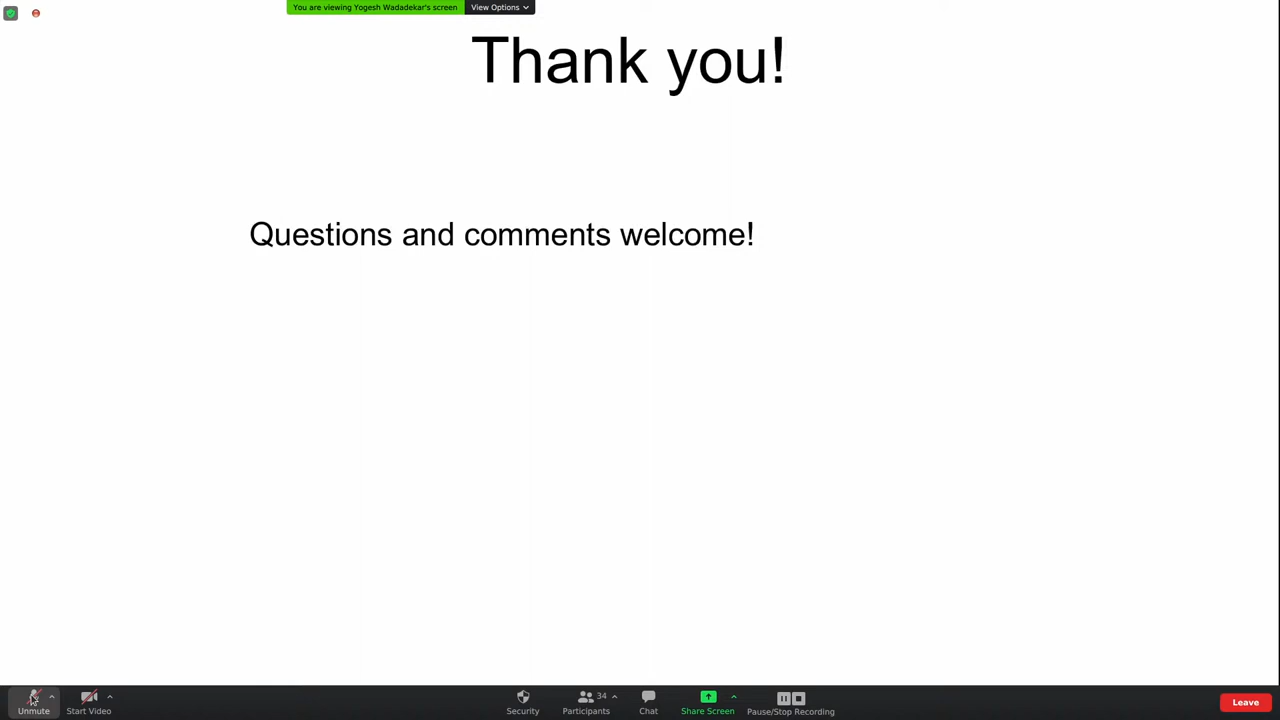 You are viewing Yogesh Wadadekar's screen
View Options
Thank you!
Questions and comments welcome!
Unmute
Start Video
Security
34
Participants
Chat
Share Screen
Pause/Stop Recording
Leave